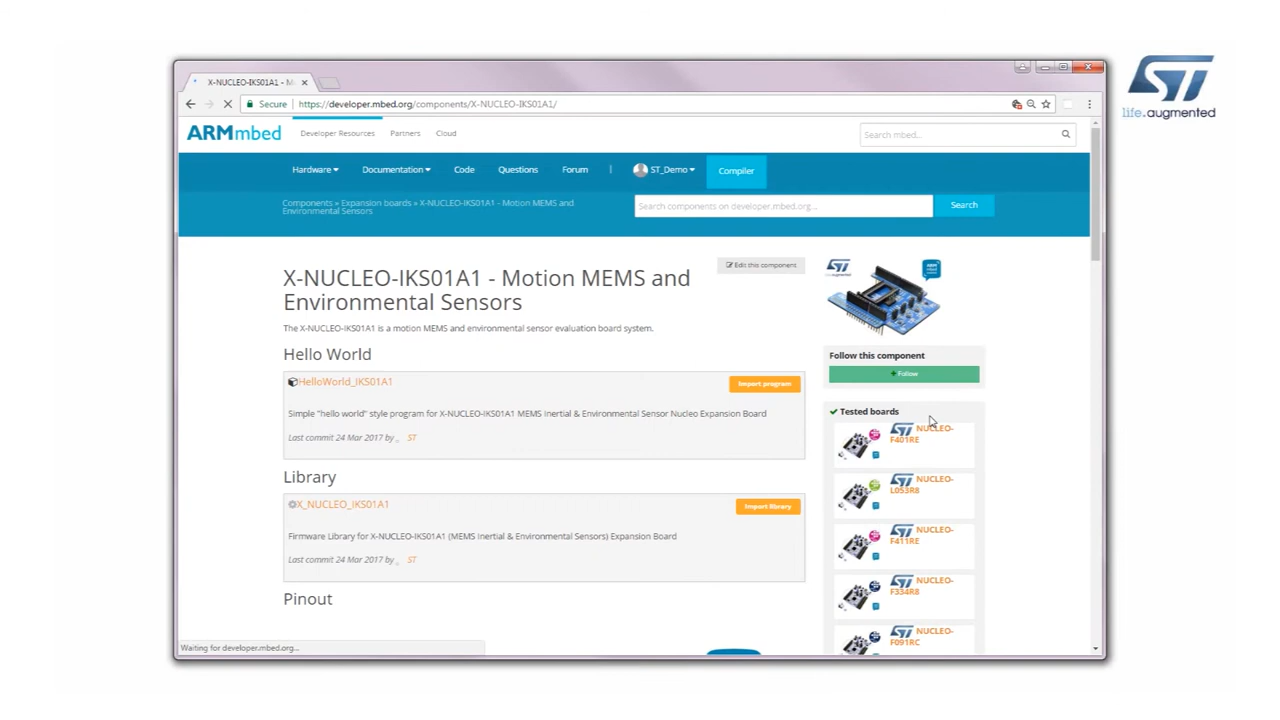 X-NUCLEO-IKS01A1 - M
Secure | https://developer.mbed.org/components/X-NUCLEO-IKS01A1/
ST
life.augmented
ARMmbed
Developer Resources Partners Cloud
Search mbed...
Hardware Documentation Code Questions Forum | ST_Demo Compiler
Components » Expansion boards » X-NUCLEO-IKS01A1 - Motion MEMS and
Environmental Sensors
Search components on developer.mbed.org...
Search
X-NUCLEO-IKS01A1 - Motion MEMS and
Environmental Sensors
Edit this component
The X-NUCLEO-IKS01A1 is a motion MEMS and environmental sensor evaluation board system.
Hello World
HelloWorld_IKS01A1
Import program
Simple "hello world" style program for X-NUCLEO-IKS01A1 MEMS Inertial & Environmental Sensor Nucleo Expansion Board
Last commit 24 Mar 2017 by ST
Library
X_NUCLEO_IKS01A1
Import library
Firmware Library for X-NUCLEO-IKS01A1 (MEMS Inertial & Environmental Sensors) Expansion Board
Last commit 24 Mar 2017 by ST
Pinout
ST
Follow this component
+ Follow
Tested boards
ST NUCLEO-
F401RE
ST NUCLEO-
L053R8
ST NUCLEO-
F411RE
ST NUCLEO-
F334R8
ST NUCLEO-
F091RC
Waiting for developer.mbed.org...